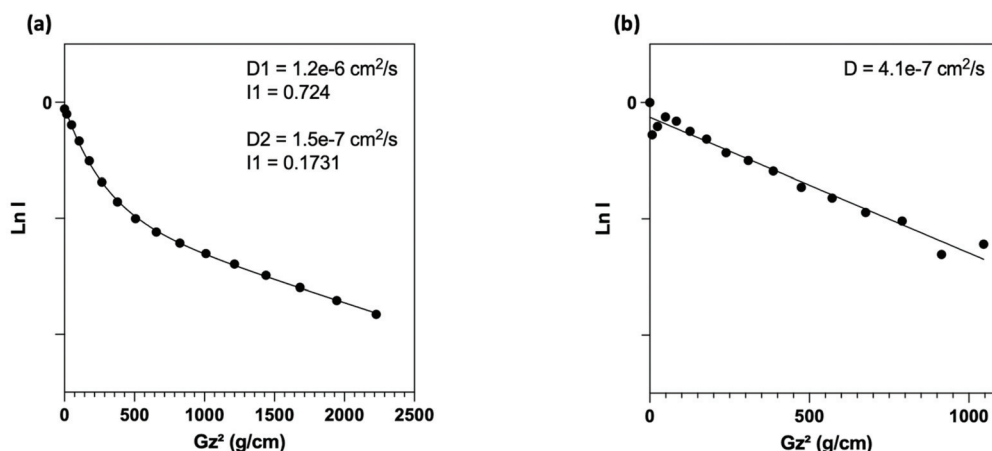 (a)
D1 = 1.2e-6 cm²/s
I1 = 0.724
D2 = 1.5e-7 cm²/s
I1 = 0.1731
0
Ln I
0 500 1000 1500 2000 2500
Gz² (g/cm)
(b)
D = 4.1e-7 cm²/s
0
Ln I
0 500 1000
Gz² (g/cm)